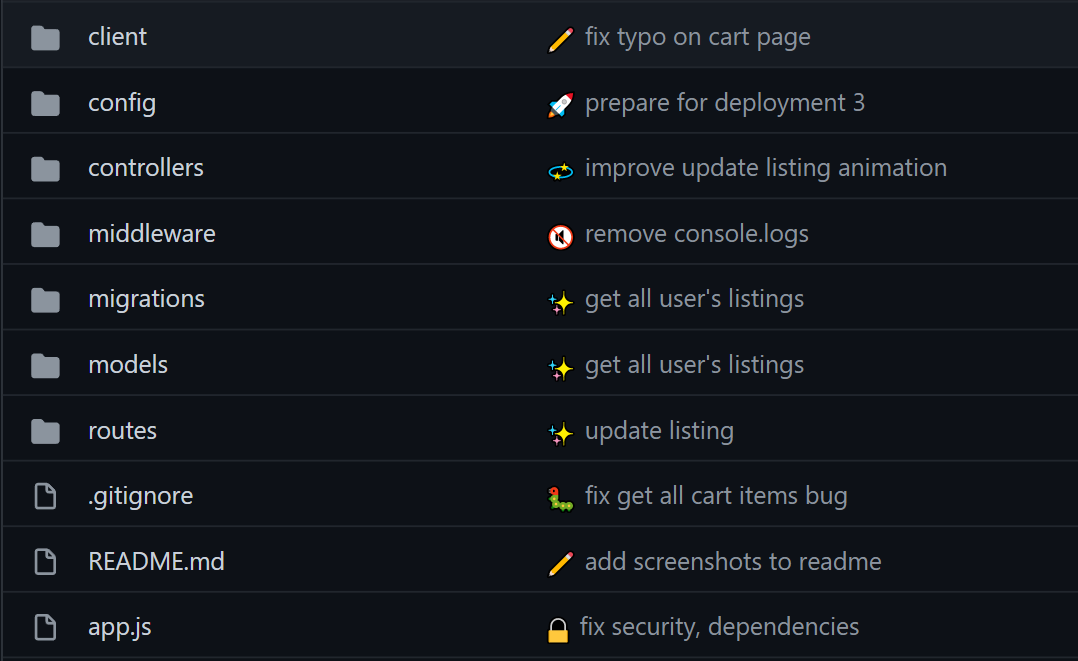 client ✏️ fix typo on cart page
config 🚀 prepare for deployment 3
controllers 💫 improve update listing animation
middleware 🔇 remove console.logs
migrations ✨ get all user's listings
models ✨ get all user's listings
routes ✨ update listing
.gitignore 🐛 fix get all cart items bug
README.md ✏️ add screenshots to readme
app.js 🔒 fix security, dependencies